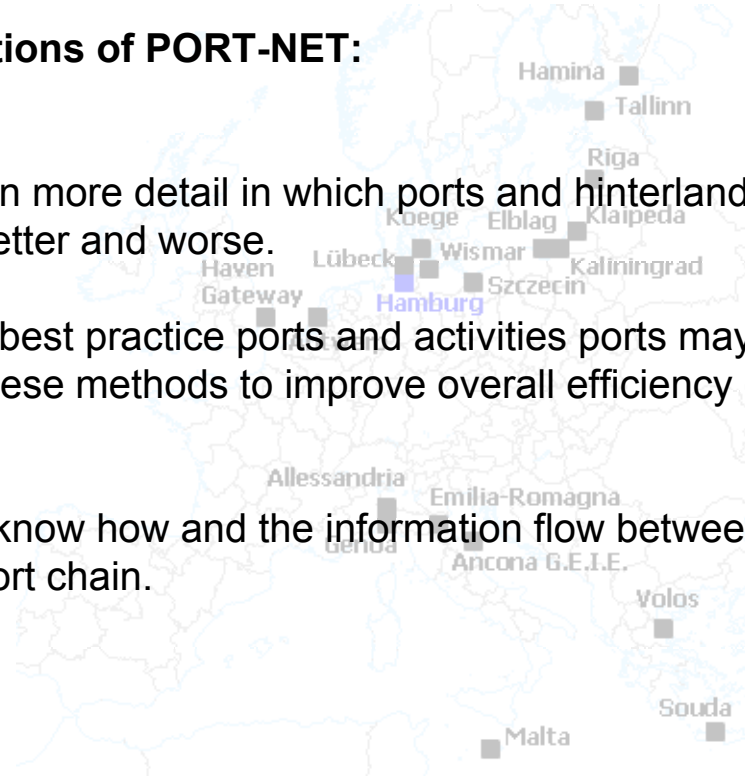 tions of PORT-NET:
Hamina
Tallinn
Riga
n more detail in which ports and hinterland
Koege Elblag Klaipeda
etter and worse.
Lübeck Wismar
Haven
Kaliningrad
Gateway
Szczecin
Hamburg
best practice ports and activities ports may
ese methods to improve overall efficiency
Allessandria
Emilia-Romagna
know how and the information flow between
Genoa
Ancona G.E.I.E.
ort chain.
Volos
Souda
Malta